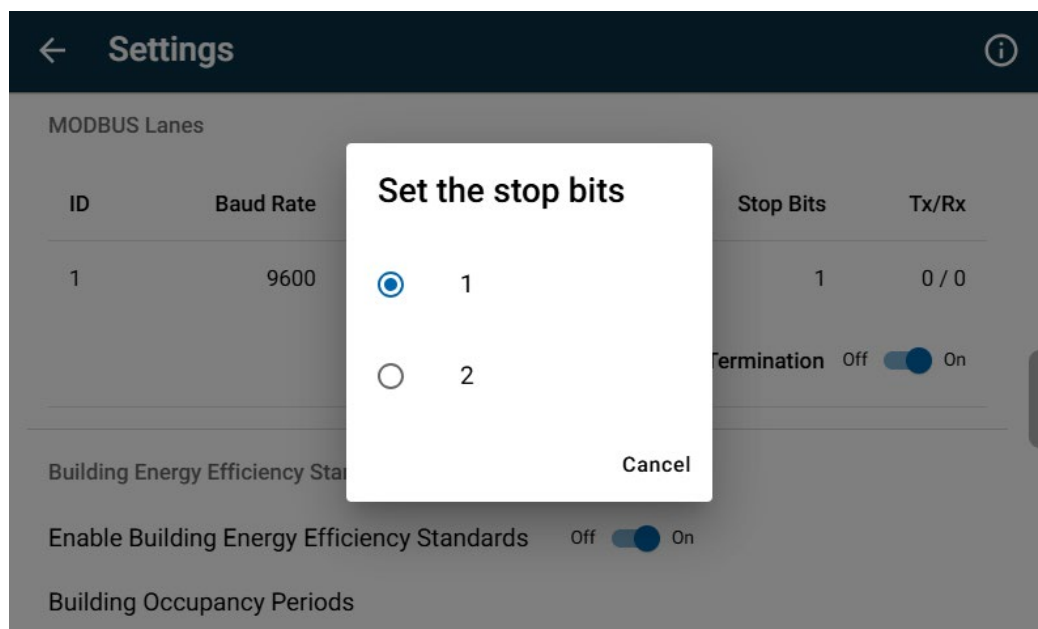 Settings
MODBUS Lanes
ID Baud Rate Stop Bits Tx/Rx
1 9600 1 0 / 0
Termination Off On
Set the stop bits
1
2
Cancel
Building Energy Efficiency
Enable Building Energy Efficiency Standards Off On
Building Occupancy Periods